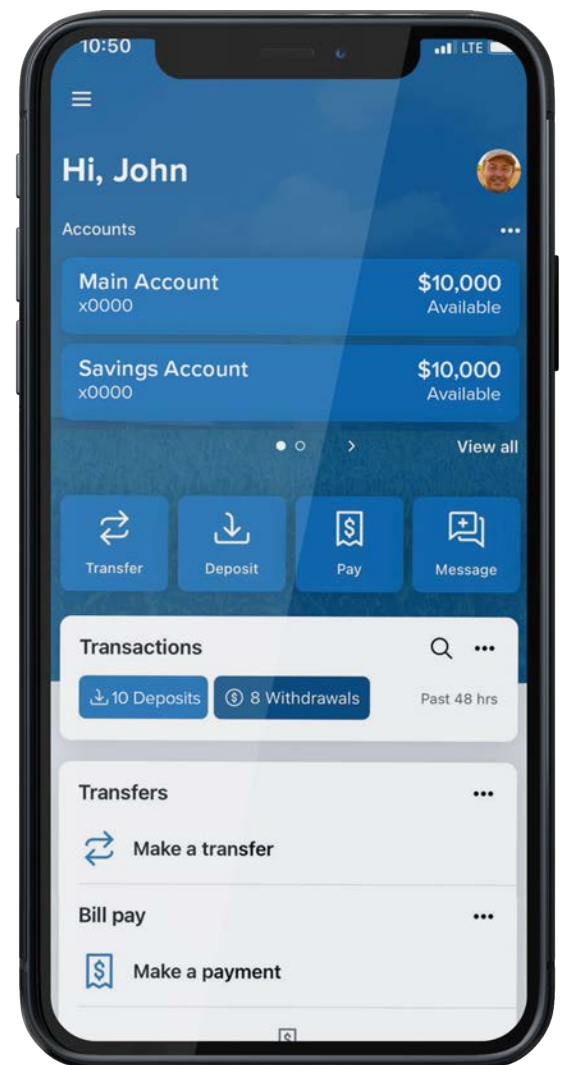 10:50
LTE
Hi, John
Accounts
Main Account $10,000
x0000 Available
Savings Account $10,000
x0000 Available
View all
Transfer Deposit Pay Message
Transactions
10 Deposits $ 8 Withdrawals Past 48 hrs
Transfers
Make a transfer
Bill pay
$ Make a payment
$